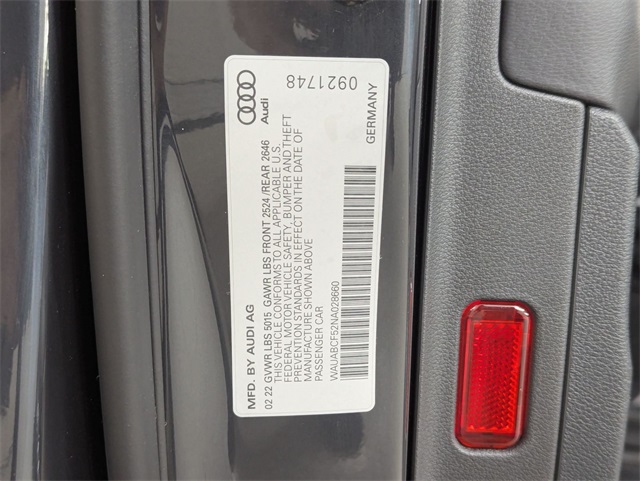 Audi
0921748
MFD. BY AUDI AG
GERMANY
02 22 GVWR LBS 5015 GAWR LBS FRONT 2524 /REAR 2646
THIS VEHICLE CONFORMS TO ALL APPLICABLE U.S.
FEDERAL MOTOR VEHICLE SAFETY, BUMPER AND THEFT
PREVENTION STANDARDS IN EFFECT ON THE DATE OF
MANUFACTURE SHOWN ABOVE
PASSENGER CAR
WAUABCF52NA028660